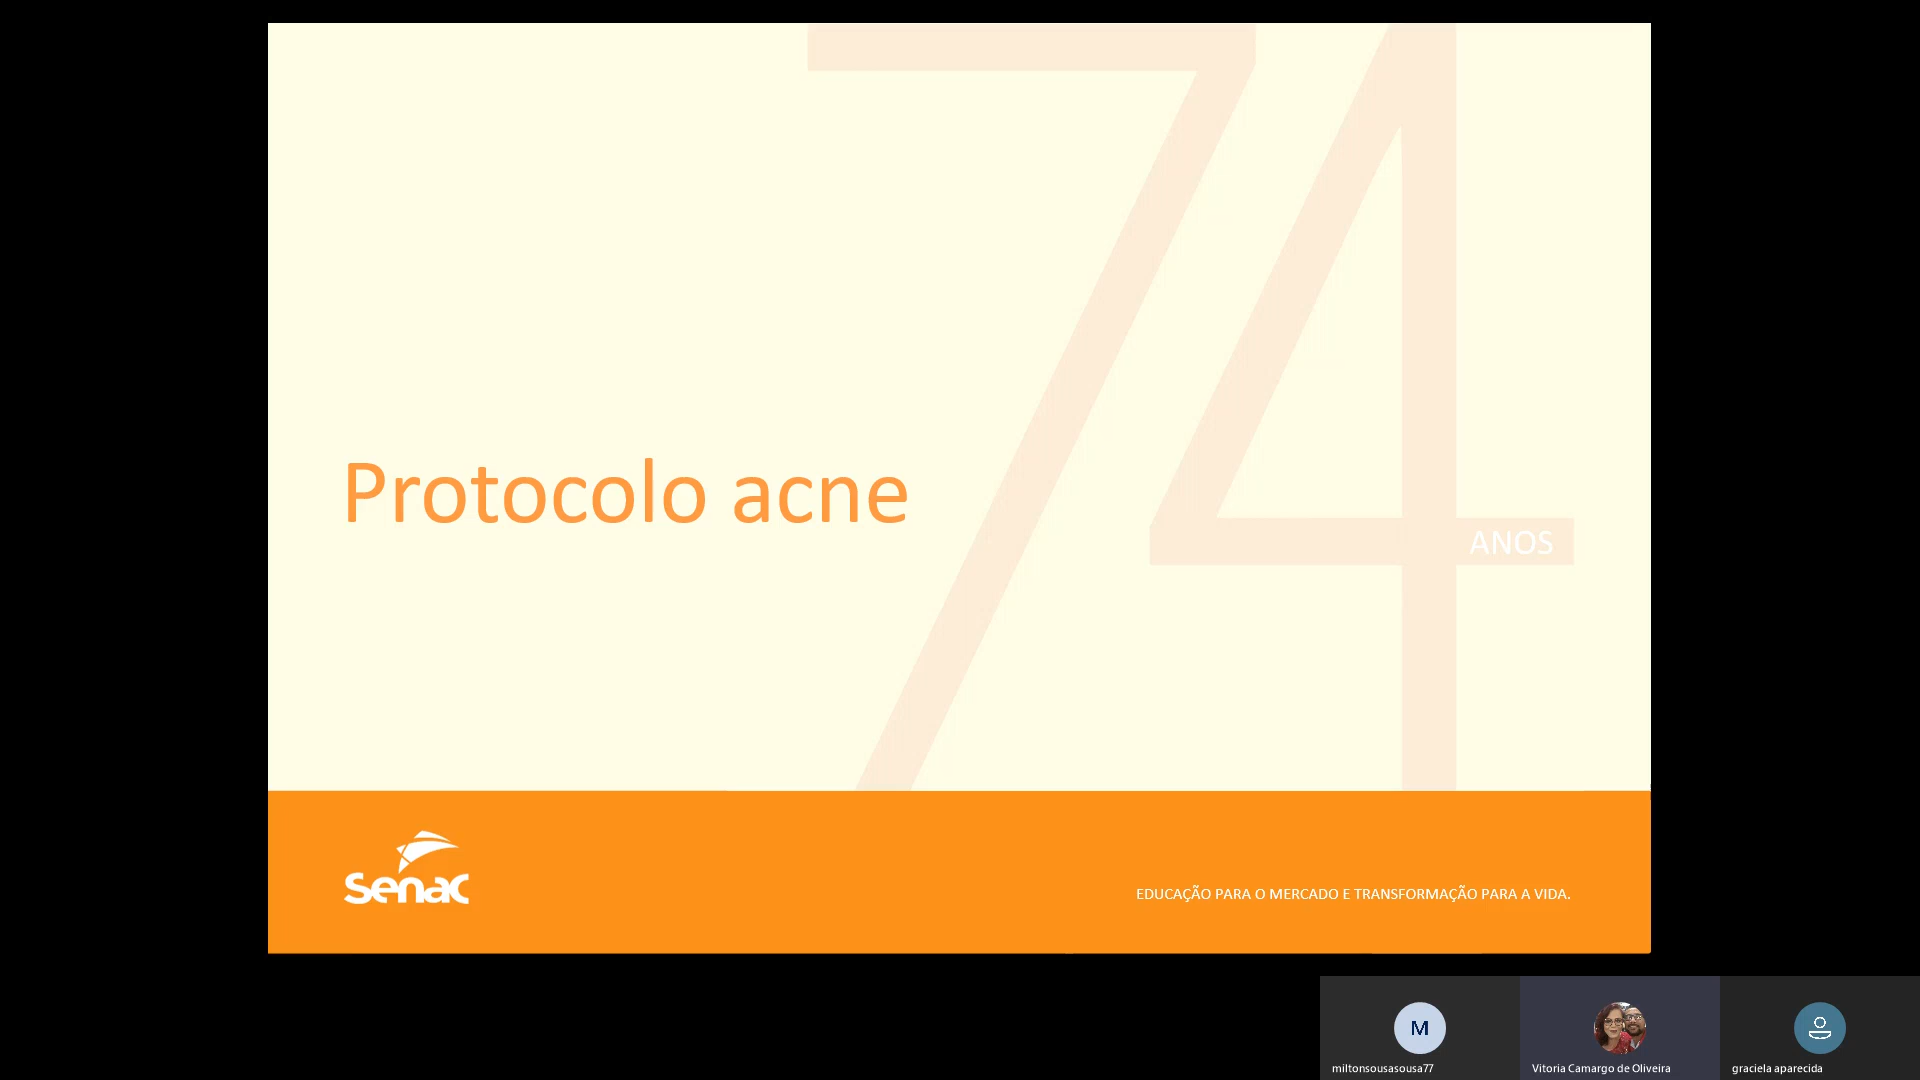 74
ANOS
Protocolo acne
senac
EDUCAÇÃO PARA O MERCADO E TRANSFORMAÇÃO PARA A VIDA.
M
miltonsousasousa77
Vitoria Camargo de Oliveira
graciela aparecida